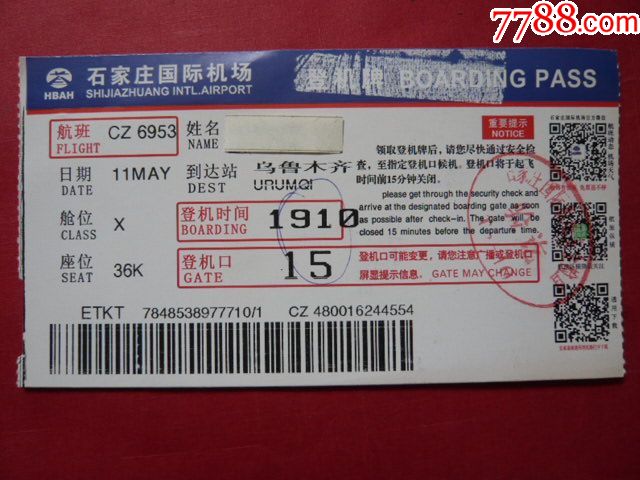 7788.com
石家庄国际机场
SHIJIAZHUANG INTL.AIRPORT
HBAH
登机牌 BOARDING PASS
航班 FLIGHT CZ 6953
姓名 NAME
重要提示
NOTICE
日期 DATE 11MAY
到达站 DEST 乌鲁木齐 URUMQI
领取登机牌后,请您尽快通过安全检
查,至指定登机口候机。登机口将于起飞
时间前15分钟关闭。
please get through the security check and
arrive at the designated boarding gate as soon
as possible after check-in. The gate will be
closed 15 minutes before the departure time.
舱位 CLASS X
登机时间 BOARDING 1910
座位 SEAT 36K
登机口 GATE 15
登机口可能变更,请您注意广播或登机口
屏显提示信息。 GATE MAY CHANGE
ETKT 7848538977710/1 CZ 480016244554